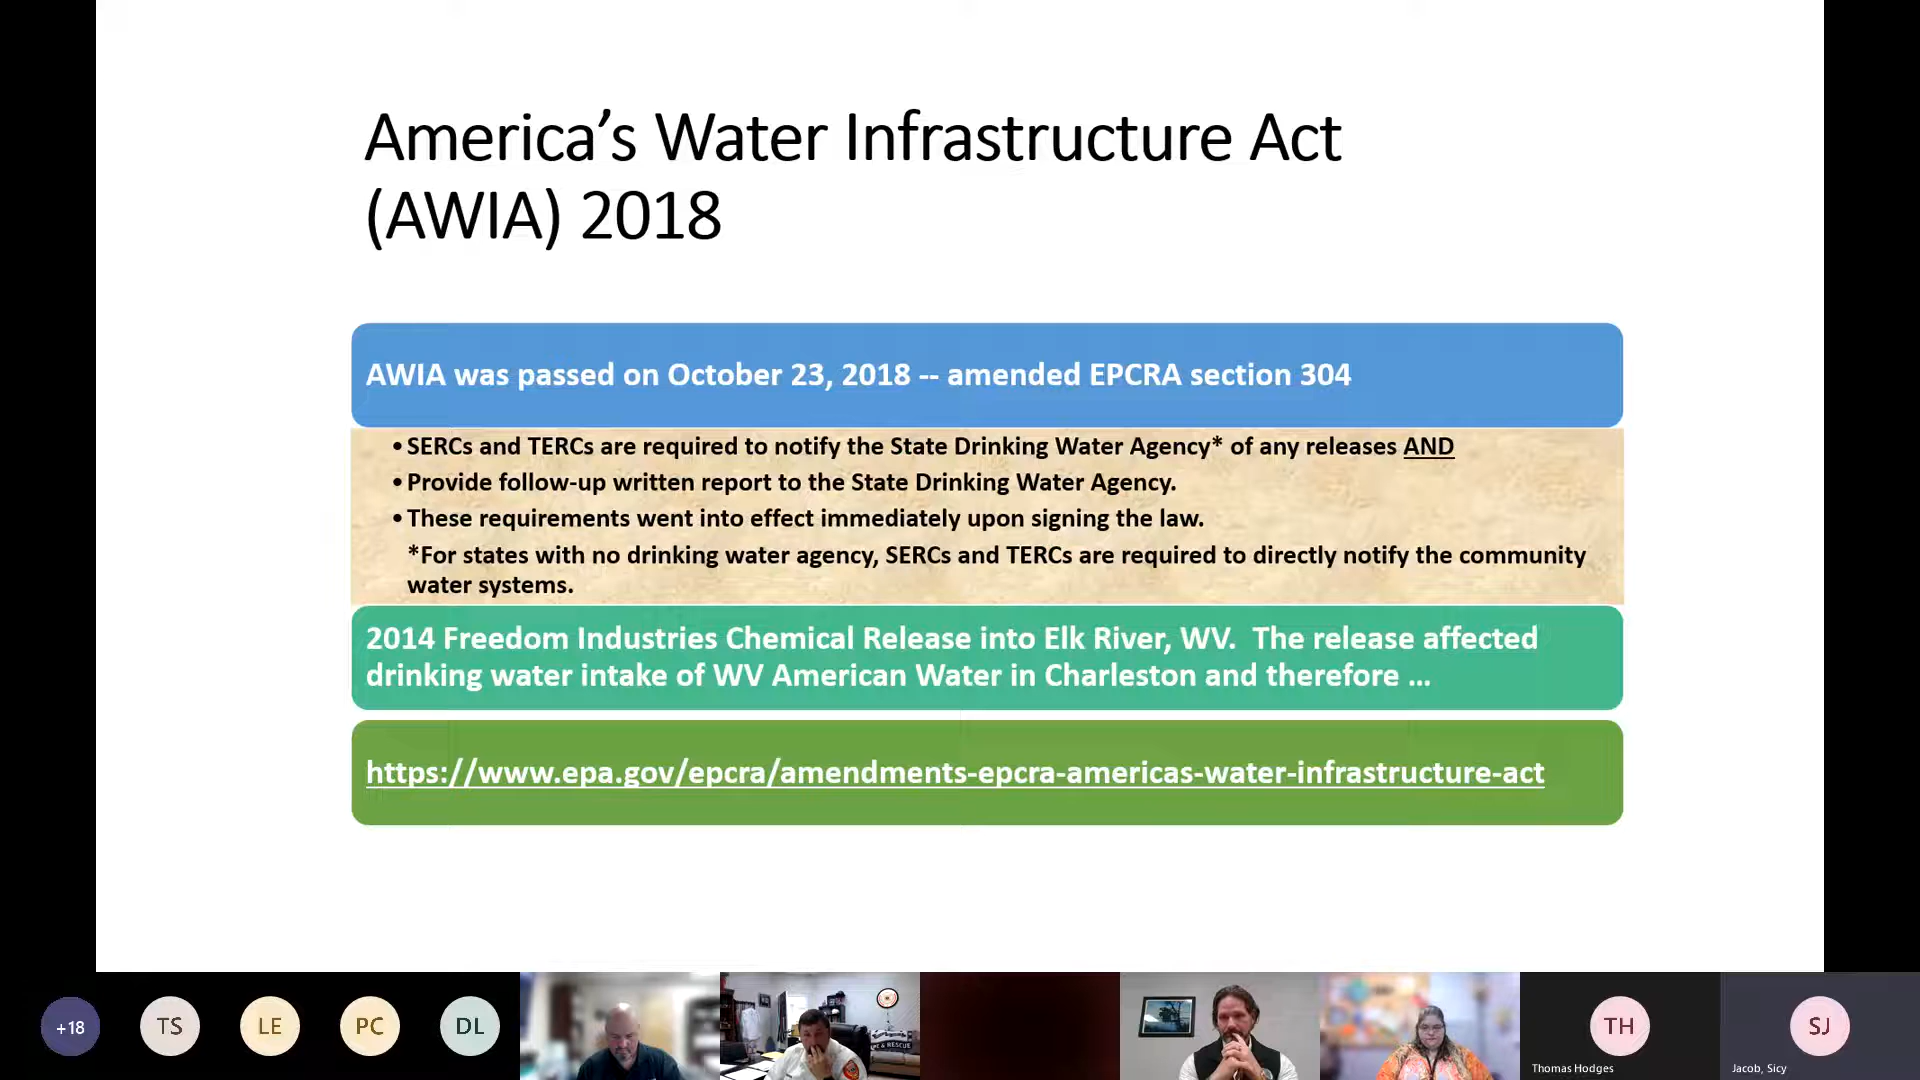 America’s Water Infrastructure Act
(AWIA) 2018
AWIA was passed on October 23, 2018 -- amended EPCRA section 304
• SERCs and TERCs are required to notify the State Drinking Water Agency* of any releases AND
• Provide follow-up written report to the State Drinking Water Agency.
• These requirements went into effect immediately upon signing the law.
*For states with no drinking water agency, SERCs and TERCs are required to directly notify the community
water systems.
2014 Freedom Industries Chemical Release into Elk River, WV.  The release affected
drinking water intake of WV American Water in Charleston and therefore ...
https://www.epa.gov/epcra/amendments-epcra-americas-water-infrastructure-act
+18
TS
LE
PC
DL
& RESCUE
TH
Thomas Hodges
SJ
Jacob, Sicy